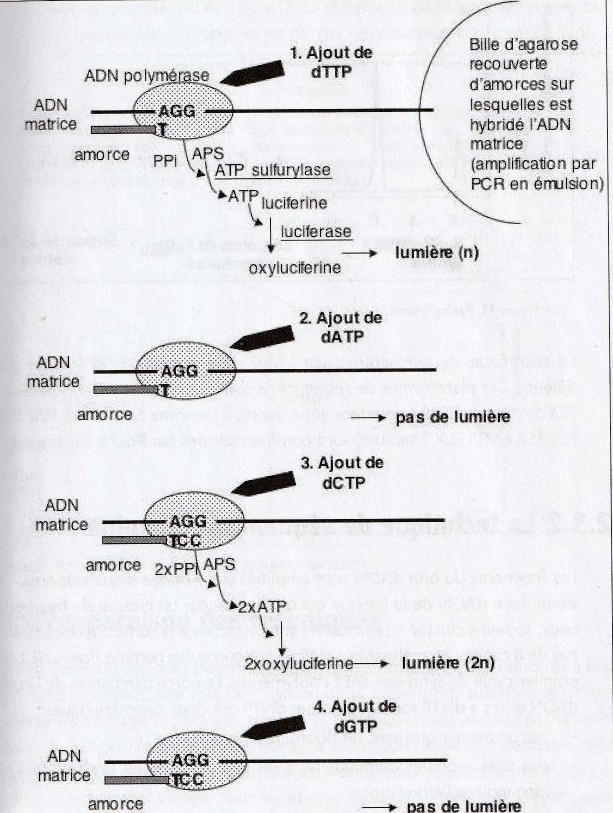 1. Ajout de
dTTP
Bille d'agarose
recouverte
d'amorces sur
lesquelles est
hybridé l'ADN
matrice
(amplification par
PCR en émulsion)
ADN polymérase
ADN
matrice
AGG
T
amorce
PPi
APS
ATP sulfurylase
ATP
luciferine
luciferase
oxyluciferine
lumière (n)
2. Ajout de
dATP
ADN
matrice
AGG
T
amorce
pas de lumière
3. Ajout de
dCTP
ADN
matrice
AGG
TCC
amorce
2xPPi
APS
2xATP
2xoxyluciferine
lumière (2n)
4. Ajout de
dGTP
ADN
matrice
AGG
TCC
amorce
pas de lumière